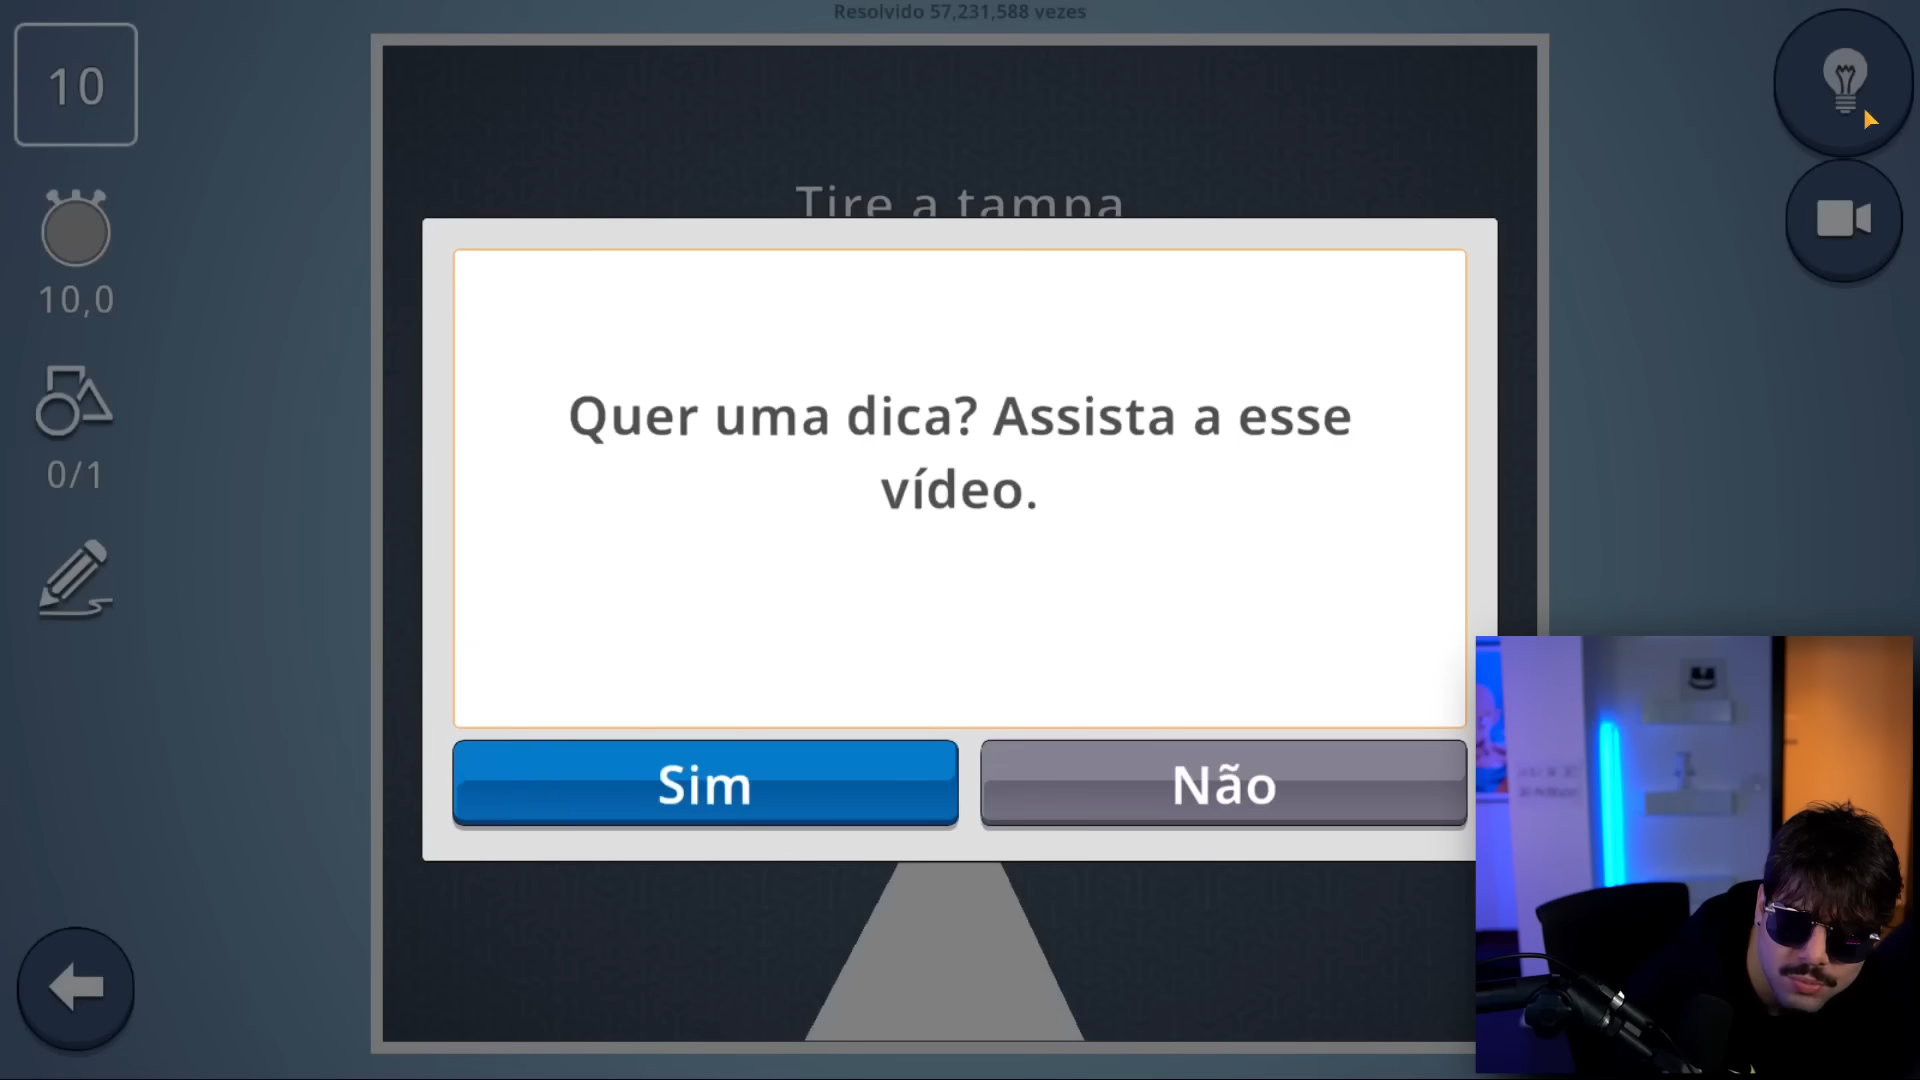 Resolvido 57,231,588 vezes
10
Tire a tampa
10,0
Quer uma dica? Assista a esse
vídeo.
0/1
Sim
Não